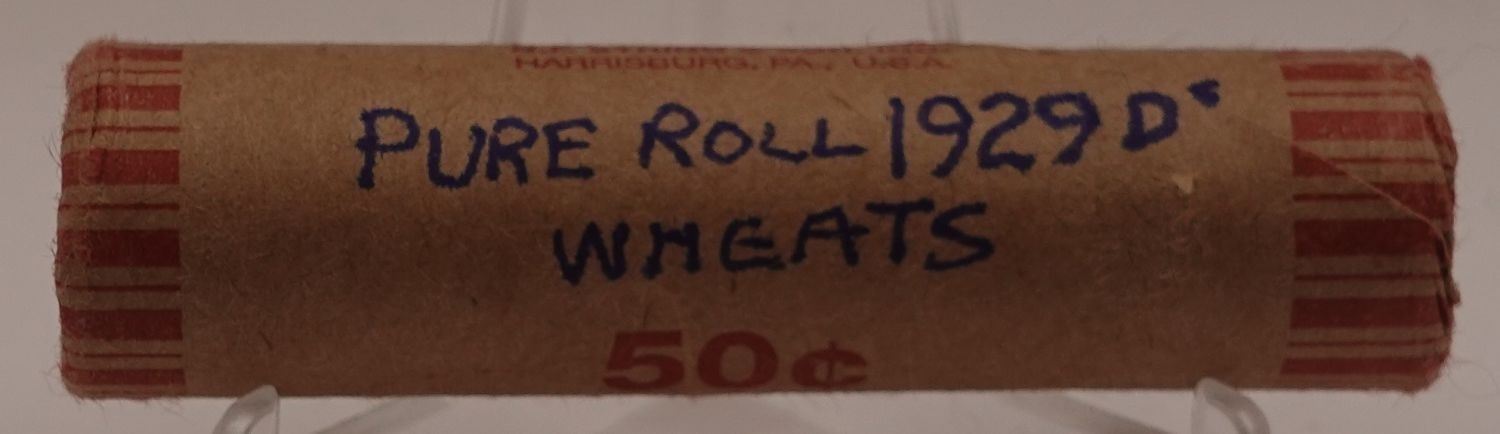 HARRISBURG, PA., U.S.A.
PURE ROLL 1929 D'S
WHEATS
50¢